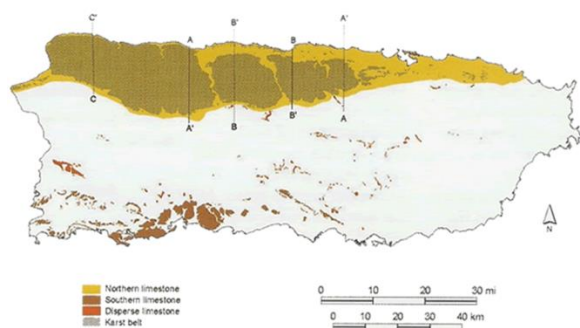 C' A B' B A'
C A' B B' A
N
Northern limestone
Southern limestone
Disperse limestone
Karst belt
0 10 20 30 mi
0 10 20 30 40 km